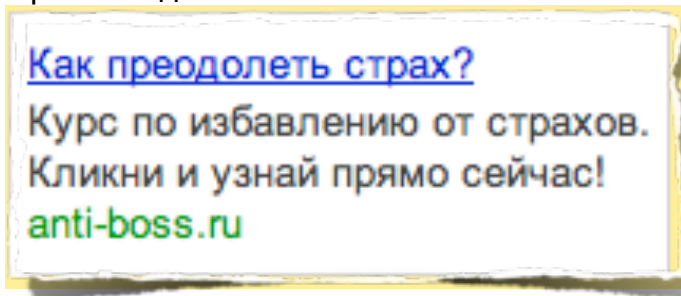 Как преодолеть страх?
Курс по избавлению от страхов.
Кликни и узнай прямо сейчас!
anti-boss.ru